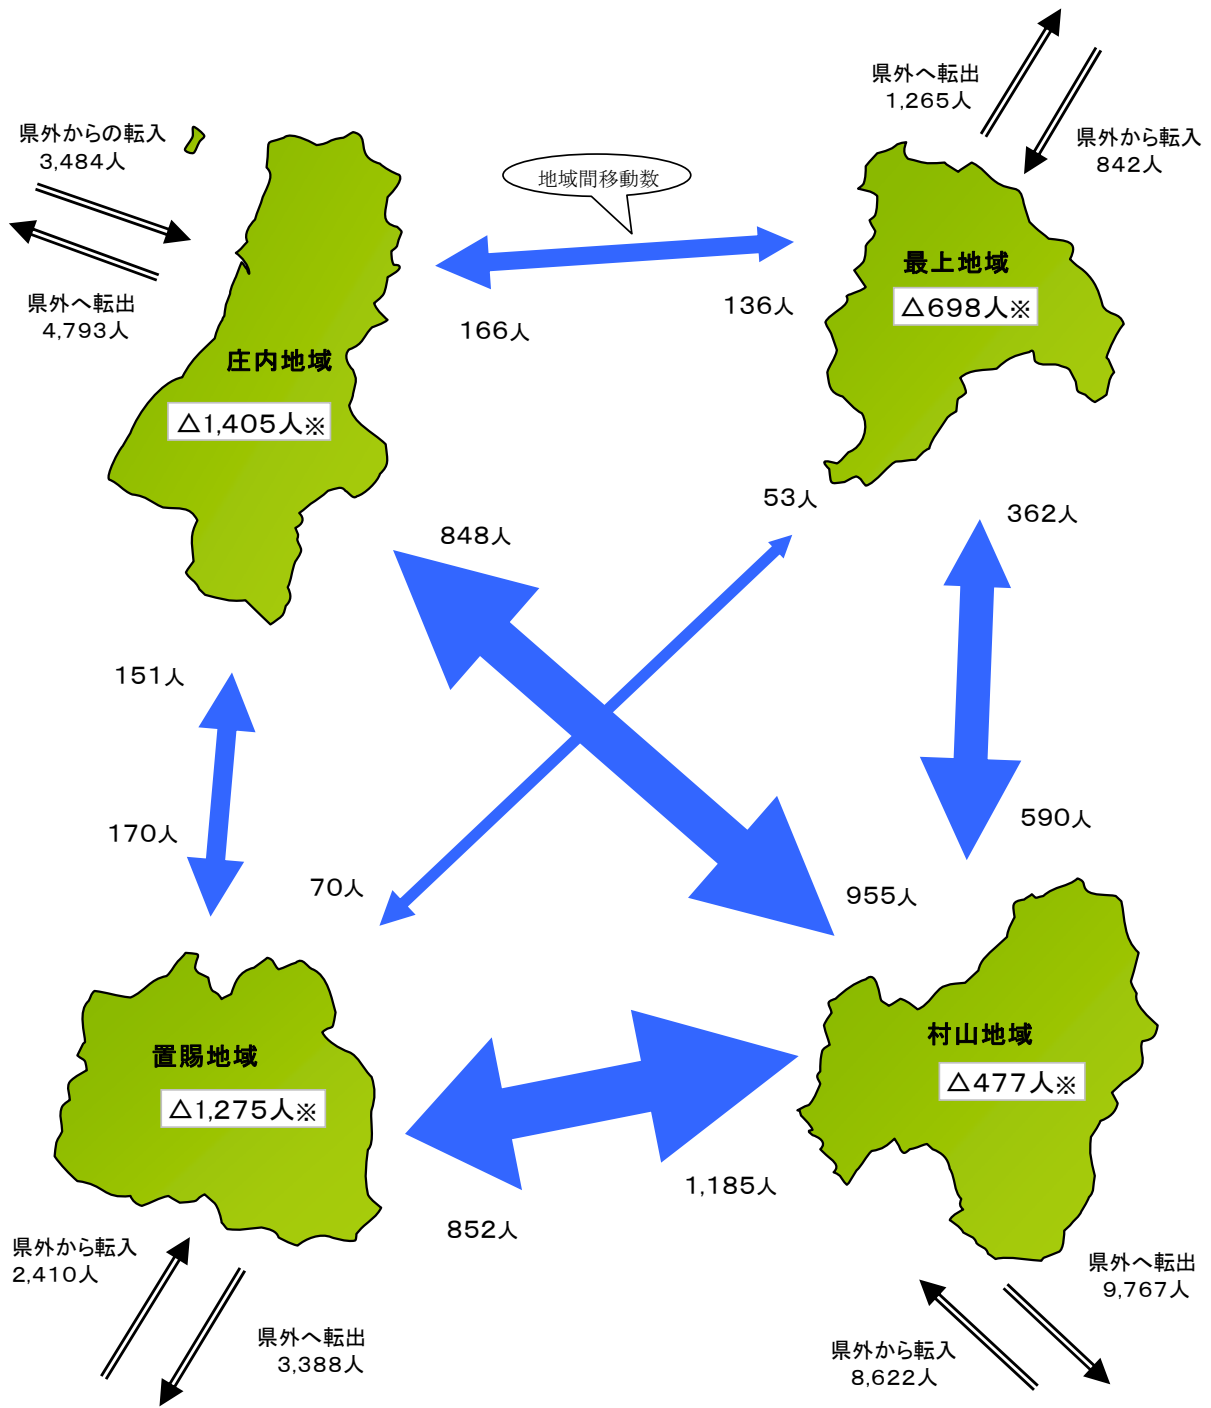 県外へ転出
1,265人
県外からの転入
3,484人
県外から転入
842人
地域間移動数
最上地域
△698人※
県外へ転出
4,793人
136人
166人
庄内地域
△1,405人※
53人
362人
848人
151人
170人
590人
70人
955人
村山地域
△477人※
置賜地域
△1,275人※
1,185人
852人
県外から転入
2,410人
県外へ転出
9,767人
県外へ転出
3,388人
県外から転入
8,622人